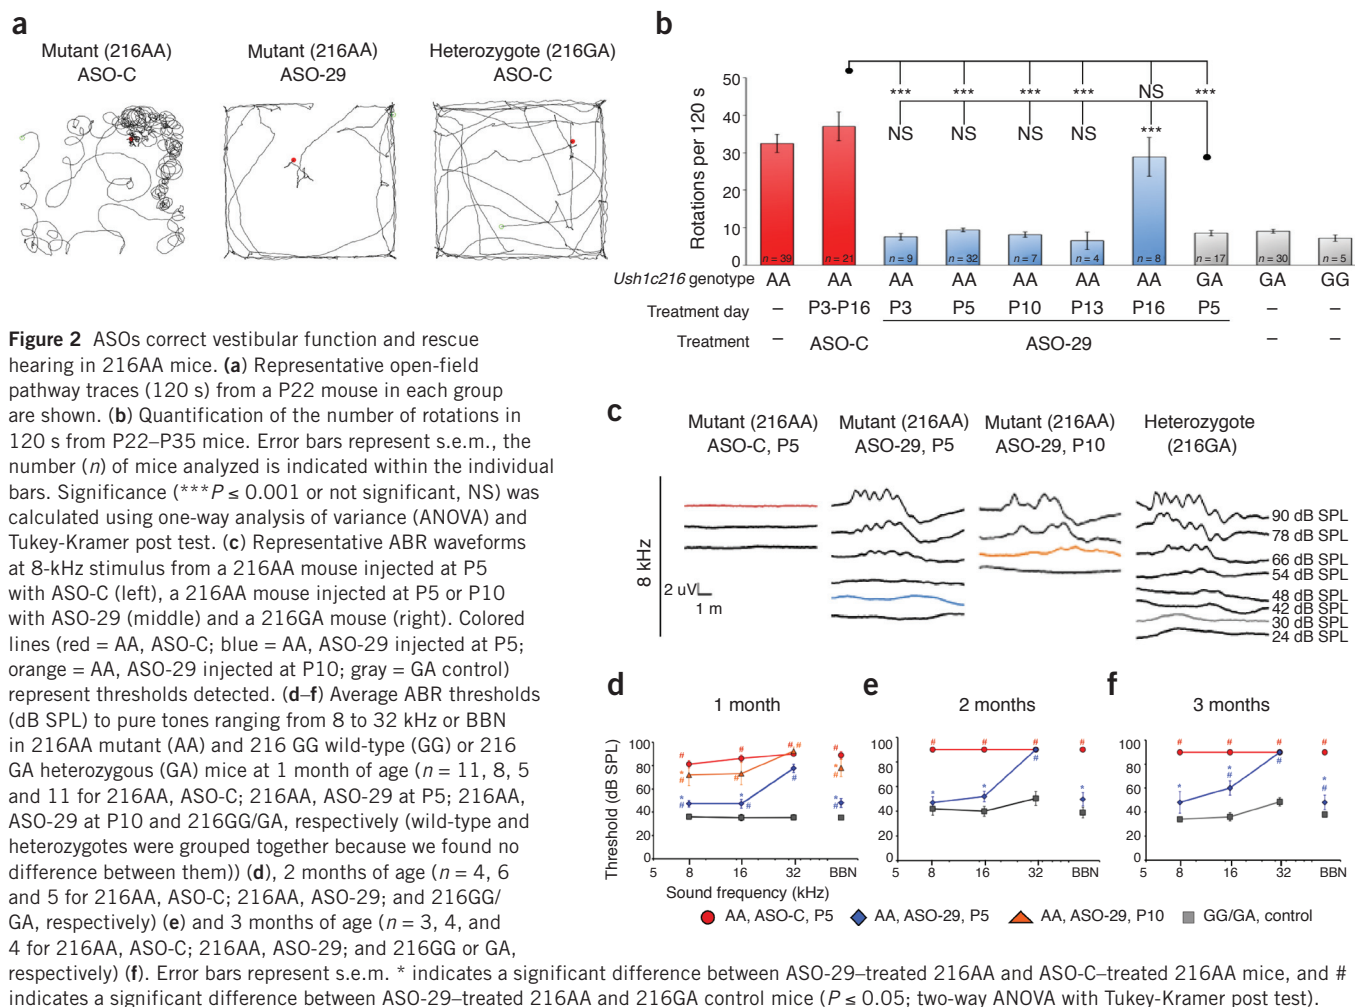 a
Mutant (216AA)
ASO-C
Mutant (216AA)
ASO-29
Heterozygote (216GA)
ASO-C
b
Rotations per 120 s
50
40
30
20
10
0
*** *** *** *** NS ***
NS NS NS NS ***
n = 39 n = 21 n = 9 n = 32 n = 7 n = 4 n = 8 n = 17 n = 30 n = 5
Ush1c216 genotype AA AA AA AA AA AA AA GA GA GG
Treatment day – P3-P16 P3 P5 P10 P13 P16 P5 – –
Treatment – ASO-C ASO-29 – –
Figure 2 ASOs correct vestibular function and rescue
hearing in 216AA mice. (a) Representative open-field
pathway traces (120 s) from a P22 mouse in each group
are shown. (b) Quantification of the number of rotations in
120 s from P22–P35 mice. Error bars represent s.e.m., the
number (n) of mice analyzed is indicated within the individual
bars. Significance (***P ≤ 0.001 or not significant, NS) was
calculated using one-way analysis of variance (ANOVA) and
Tukey-Kramer post test. (c) Representative ABR waveforms
at 8-kHz stimulus from a 216AA mouse injected at P5
with ASO-C (left), a 216AA mouse injected at P5 or P10
with ASO-29 (middle) and a 216GA mouse (right). Colored
lines (red = AA, ASO-C; blue = AA, ASO-29 injected at P5;
orange = AA, ASO-29 injected at P10; gray = GA control)
represent thresholds detected. (d–f) Average ABR thresholds
(dB SPL) to pure tones ranging from 8 to 32 kHz or BBN
in 216AA mutant (AA) and 216 GG wild-type (GG) or 216
GA heterozygous (GA) mice at 1 month of age (n = 11, 8, 5
and 11 for 216AA, ASO-C; 216AA, ASO-29 at P5; 216AA,
ASO-29 at P10 and 216GG/GA, respectively (wild-type and
heterozygotes were grouped together because we found no
difference between them)) (d), 2 months of age (n = 4, 6
and 5 for 216AA, ASO-C; 216AA, ASO-29; and 216GG/
GA, respectively) (e) and 3 months of age (n = 3, 4, and
4 for 216AA, ASO-C; 216AA, ASO-29; and 216GG or GA,
respectively) (f). Error bars represent s.e.m. * indicates a significant difference between ASO-29–treated 216AA and ASO-C–treated 216AA mice, and #
indicates a significant difference between ASO-29–treated 216AA and 216GA control mice (P ≤ 0.05; two-way ANOVA with Tukey-Kramer post test).
c
Mutant (216AA)
ASO-C, P5
Mutant (216AA)
ASO-29, P5
Mutant (216AA)
ASO-29, P10
Heterozygote
(216GA)
8 kHz
2 uV
1 m
90 dB SPL
78 dB SPL
66 dB SPL
54 dB SPL
48 dB SPL
42 dB SPL
30 dB SPL
24 dB SPL
d
1 month
Threshold (dB SPL)
100
80
60
40
20
0
5 8 16 32 BBN
Sound frequency (kHz)
e
2 months
100
80
60
40
20
0
5 8 16 32 BBN
f
3 months
100
80
60
40
20
0
5 8 16 32 BBN
AA, ASO-C, P5 AA, ASO-29, P5 AA, ASO-29, P10 GG/GA, control